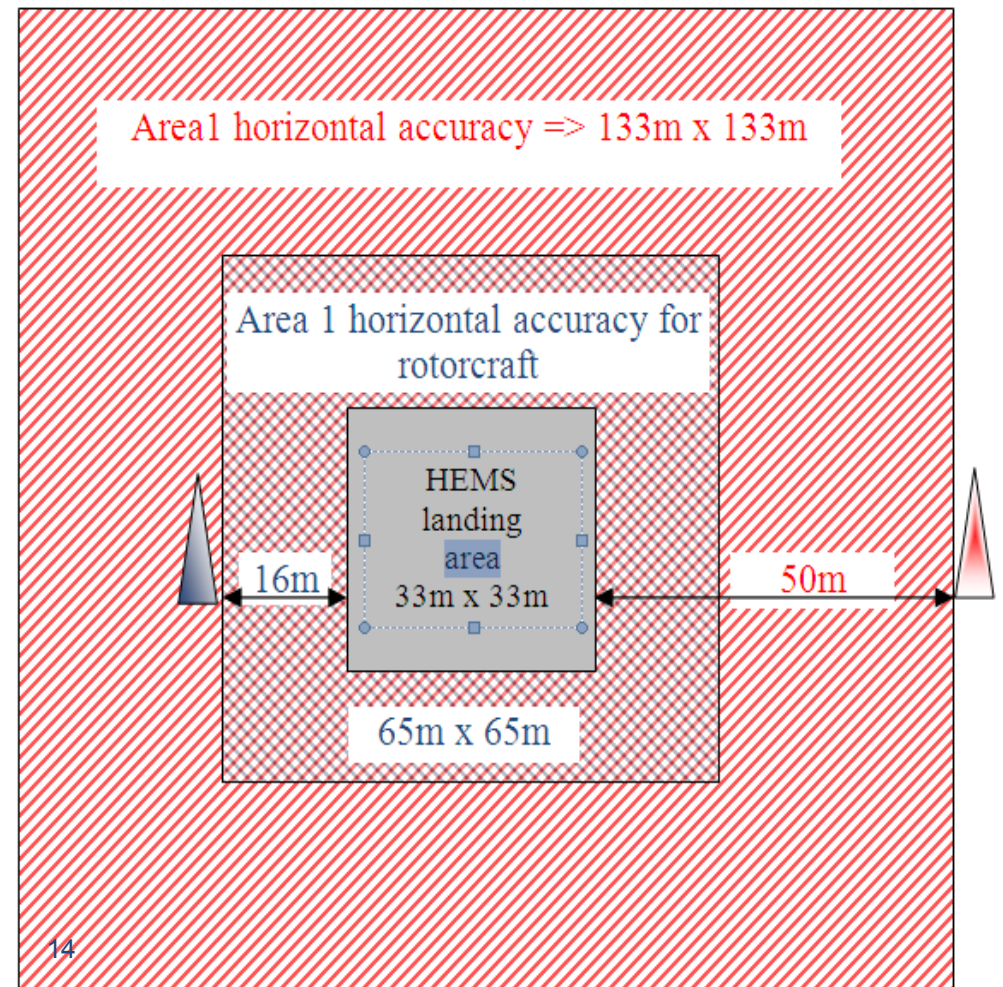 Area1 horizontal accuracy => 133m x 133m
Area 1 horizontal accuracy for
rotorcraft
HEMS
landing
area
33m x 33m
16m
50m
65m x 65m
14